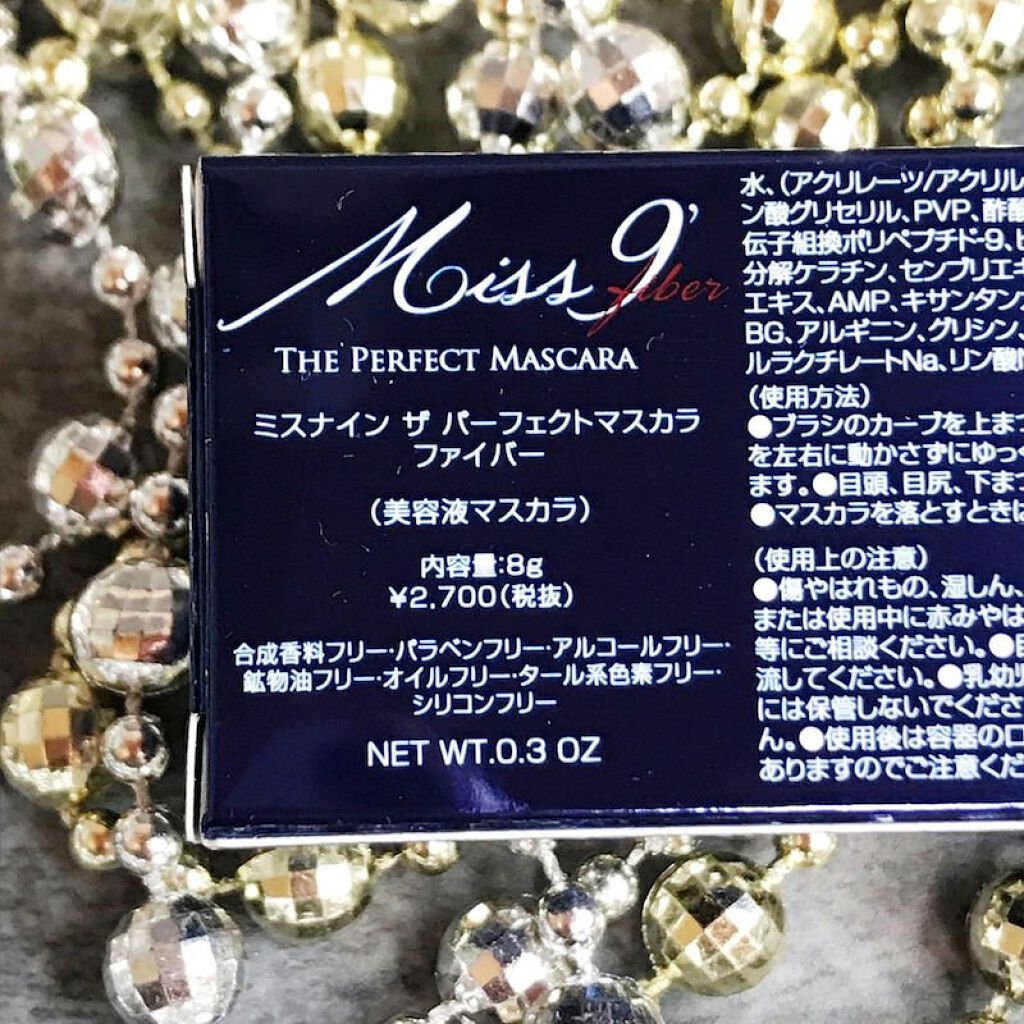 Miss 9'
fiber
THE PERFECT MASCARA
ミスナイン ザ パーフェクトマスカラ
ファイバー
(美容液マスカラ)
内容量:8g
¥2,700(税抜)
合成香料フリー・パラベンフリー・アルコールフリー・
鉱物油フリー・オイルフリー・タール系色素フリー・
シリコンフリー
NET WT.0.3 OZ
水、(アクリレーツ/アクリル
ン酸グリセリル、PVP、酢酸
伝子組換ポリペプチド-9、ヒ
分解ケラチン、センブリエキ
エキス、AMP、キサンタンガ
BG、アルギニン、グリシン、
ルラクチレートNa、リン酸
(使用方法)
●ブラシのカーブを上まつ
を左右に動かさずにゆっく
ます。●目頭、目尻、下まつ
●マスカラを落とすときは
(使用上の注意)
●傷やはれもの、湿しん、
または使用中に赤みやは
等にご相談ください。●目
流してください。●乳幼児
には保管しないでくださ
ん。●使用後は容器の口
ありますのでご注意くだ